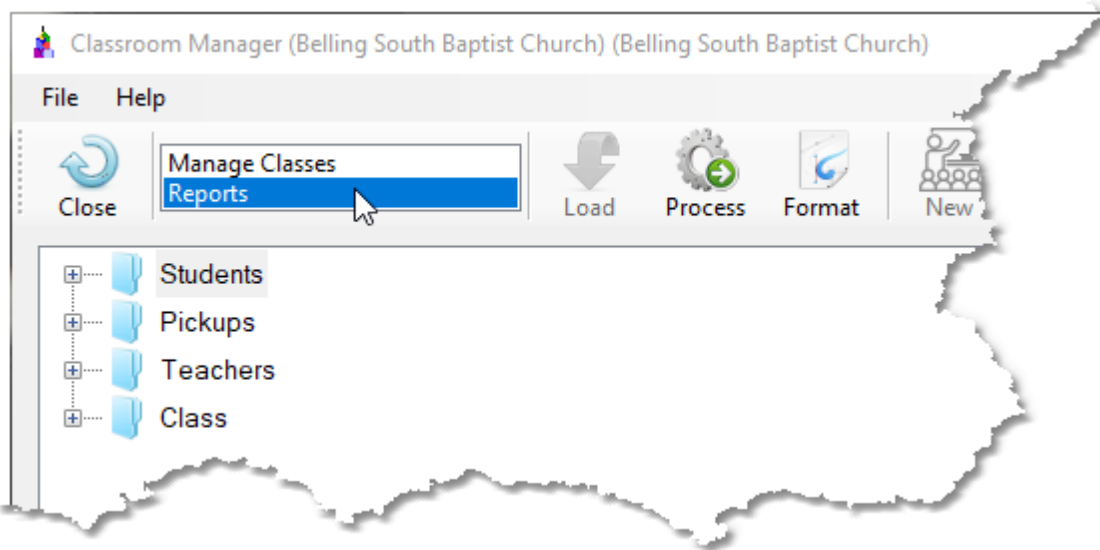 Classroom Manager (Belling South Baptist Church) (Belling South Baptist Church)
File Help
Manage Classes
Reports
Close Load Process Format New
Students
Pickups
Teachers
Class